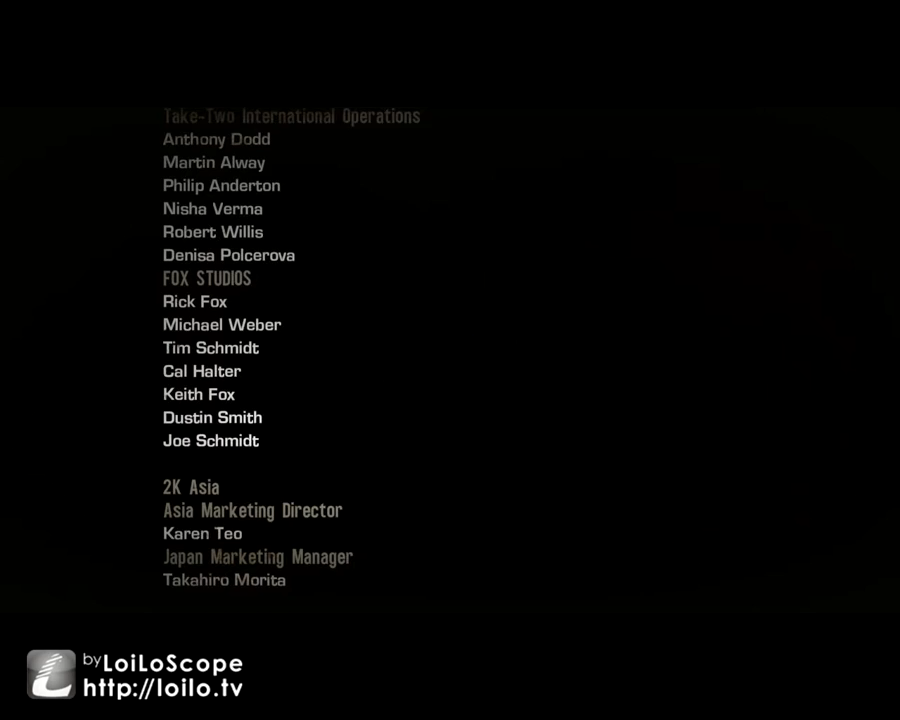 Take-Two International Operations
Anthony Dodd
Martin Alway
Philip Anderton
Nisha Verma
Robert Willis
Denisa Polcerova
FOX STUDIOS
Rick Fox
Michael Weber
Tim Schmidt
Cal Halter
Keith Fox
Dustin Smith
Joe Schmidt
2K Asia
Asia Marketing Director
Karen Teo
Japan Marketing Manager
Takahiro Morita
by LoiLoScope
http://loilo.tv